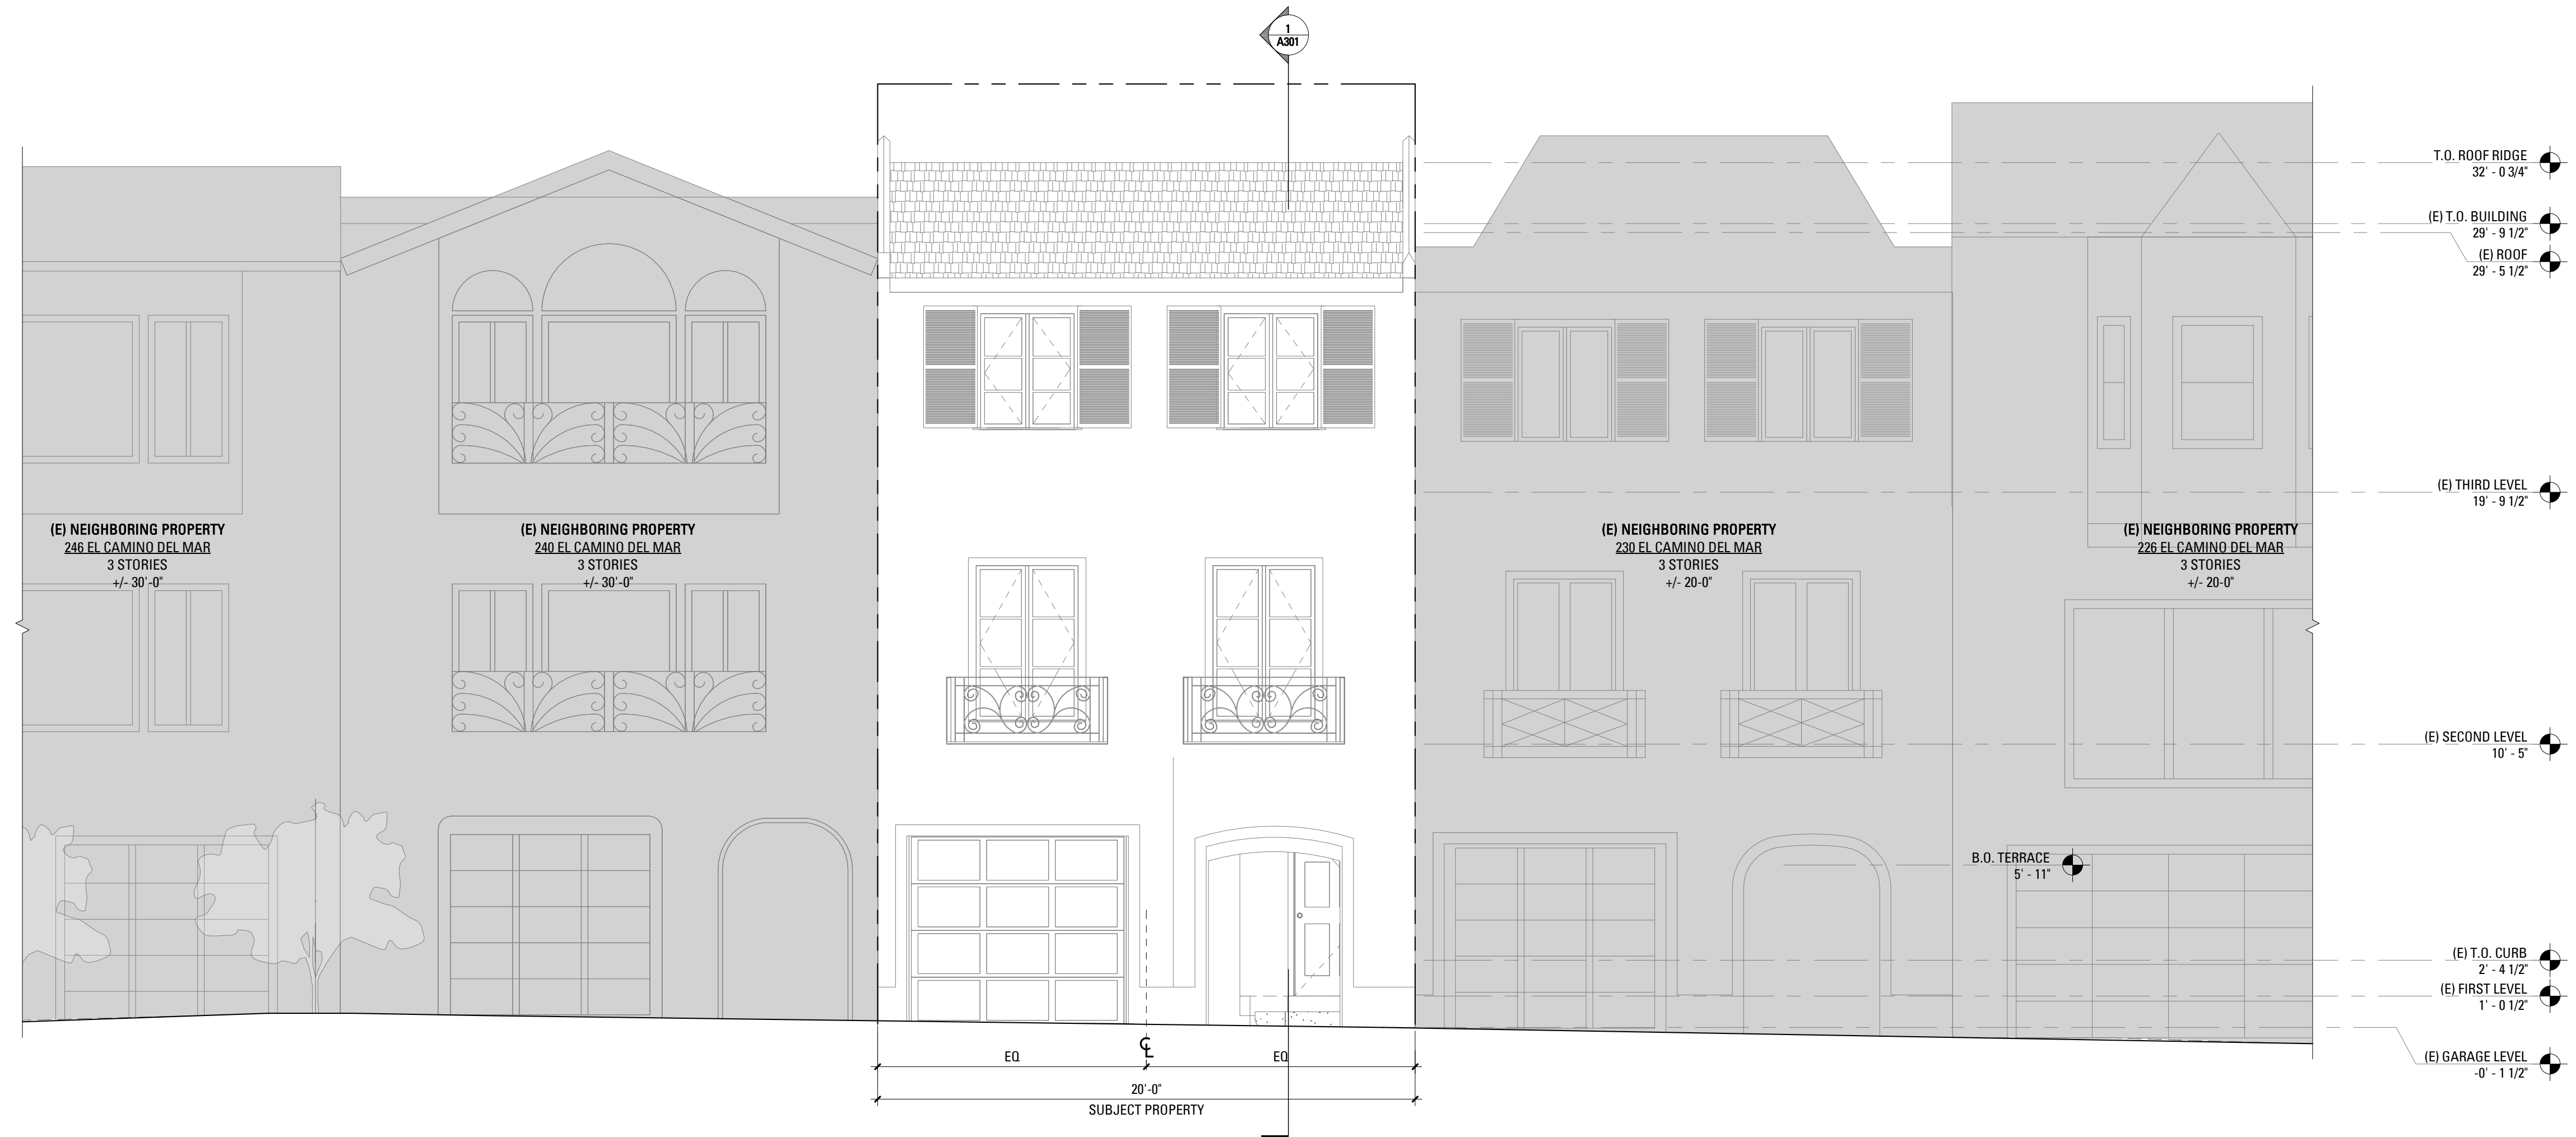 1
A301
T.O. ROOF RIDGE
32' - 0 3/4"
(E) T.O. BUILDING
29' - 9 1/2"
(E) ROOF
29' - 5 1/2"
(E) THIRD LEVEL
19' - 9 1/2"
(E) NEIGHBORING PROPERTY
246 EL CAMINO DEL MAR
3 STORIES
+/- 30'-0"
(E) NEIGHBORING PROPERTY
240 EL CAMINO DEL MAR
3 STORIES
+/- 30'-0"
(E) NEIGHBORING PROPERTY
230 EL CAMINO DEL MAR
3 STORIES
+/- 20-0"
(E) NEIGHBORING PROPERTY
226 EL CAMINO DEL MAR
3 STORIES
+/- 20-0"
(E) SECOND LEVEL
10' - 5"
B.O. TERRACE
5' - 11"
(E) T.O. CURB
2' - 4 1/2"
(E) FIRST LEVEL
1' - 0 1/2"
(E) GARAGE LEVEL
-0' - 1 1/2"
EQ
℄
EQ
20'-0"
SUBJECT PROPERTY